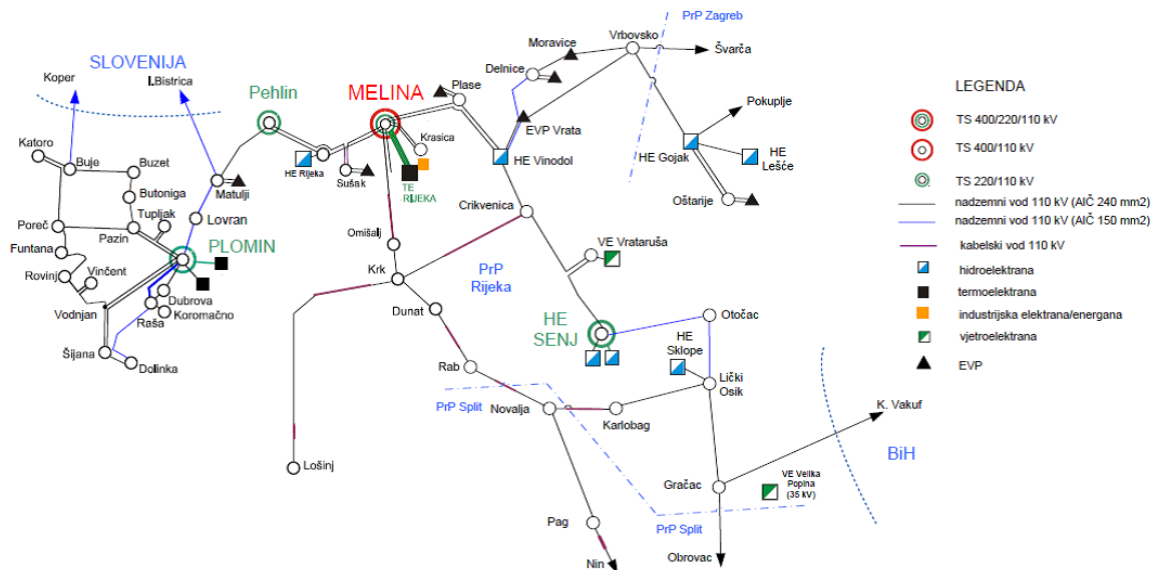 PrP Zagreb
Vrbovsko
Moravice
Švarča
SLOVENIJA
Koper
I.Bistrica
Delnice
Plase
Pehlin
MELINA
LEGENDA
Pokuplje
TS 400/220/110 kV
Katoro
Buje
Buzet
Krasica
EVP Vrata
HE Vinodol
HE Gojak
HE
Lešće
TS 400/110 kV
HE Rijeka
Sušak
TE
RIJEKA
TS 220/110 kV
Butoniga
Matulji
Oštarije
nadzemni vod 110 kV (AlČ 240 mm2)
Tupljak
Lovran
Crikvenica
nadzemni vod 110 kV (AlČ 150 mm2)
Poreč
Pazin
Omišalj
VE Vrataruša
kabelski vod 110 kV
Funtana
PLOMIN
PrP
Rijeka
hidroelektrana
Rovinj
Vinčent
Krk
termoelektrana
Dubrova
Dunat
HE
SENJ
Otočac
industrijska elektrana/energana
Vodnjan
Raša
Koromačno
HE
Sklope
vjetroelektrana
Šijana
Dolinka
Rab
Lički
Osik
EVP
PrP Split
Novalja
Karlobag
K. Vakuf
BiH
Lošinj
Gračac
VE Velika
Popina
(35 kV)
Pag
PrP Split
Nin
Obrovac